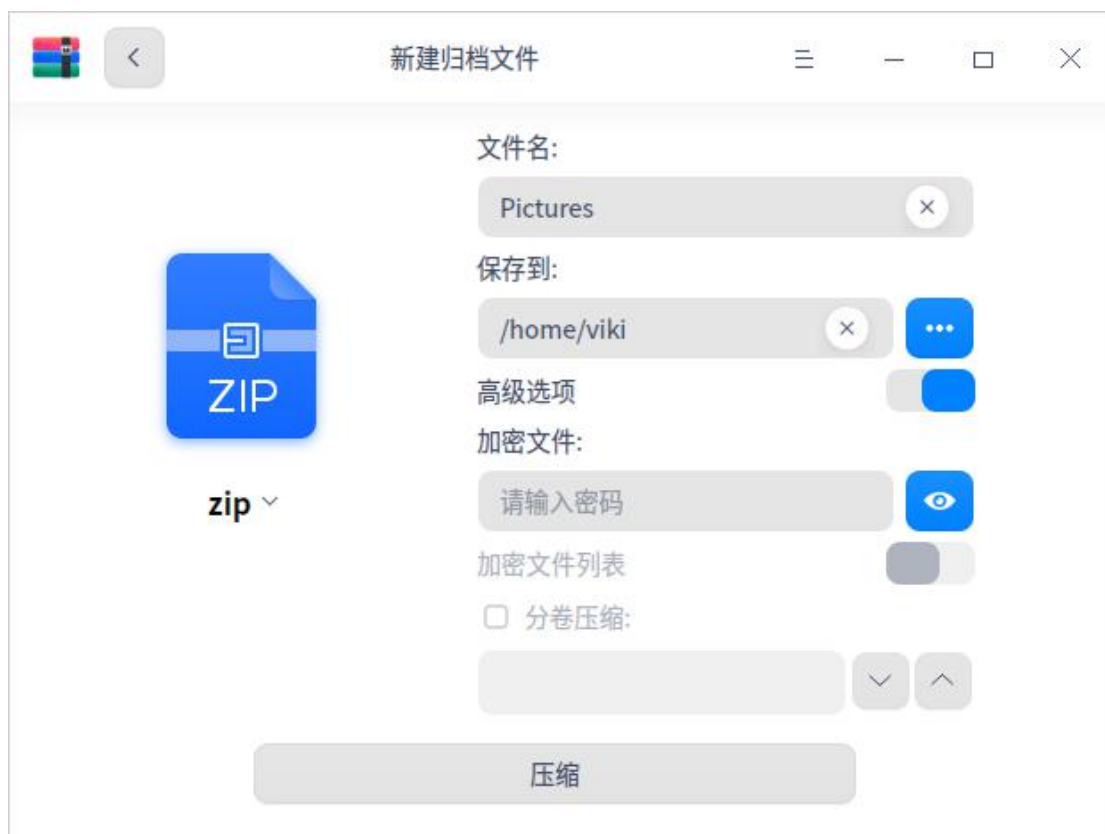 新建归档文件
文件名:
Pictures
保存到:
/home/viki
ZIP
高级选项
加密文件:
zip
请输入密码
加密文件列表
分卷压缩:
压缩